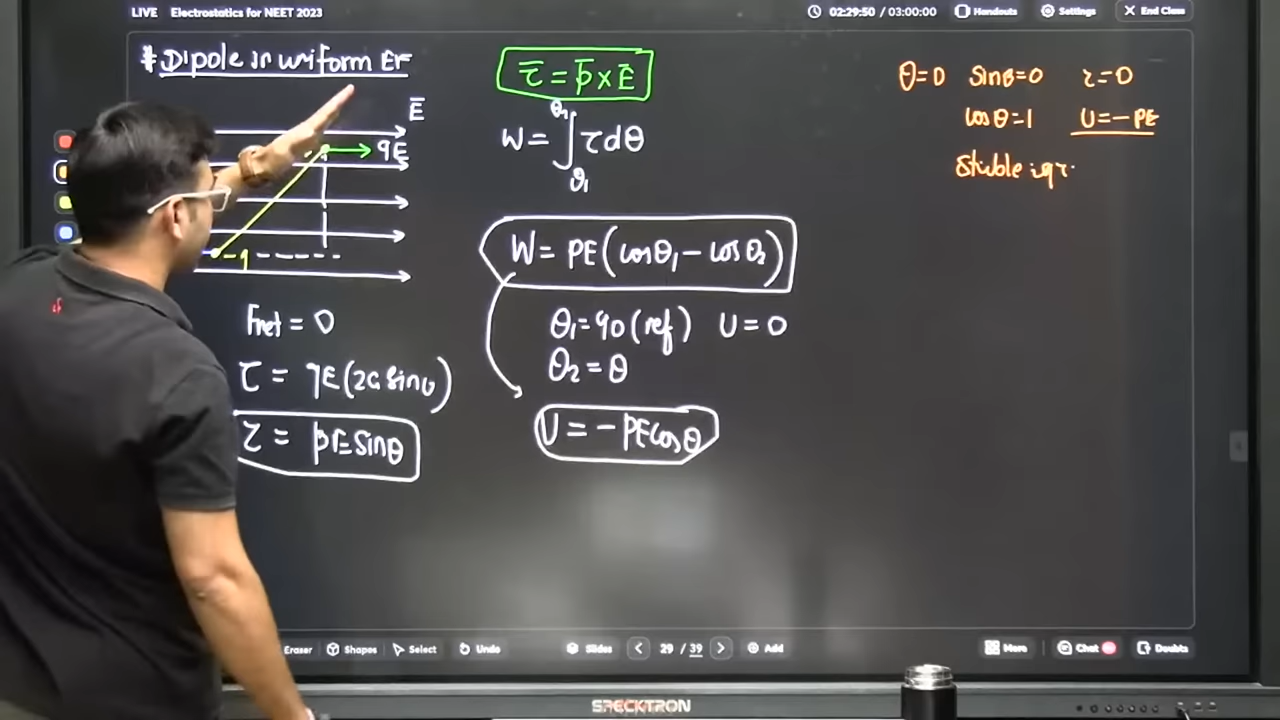 LIVE Electrostatics for NEET 2023
02:29:50 / 03:00:00 Handouts Settings End Class
# Dipole in uniform EF
E̅
qE
-q
Fnet = 0
τ = qE(2a sinθ)
τ = PE sinθ
τ̅ = p̅ × E̅
W = ∫ τdθ
θ₂
θ₁
W = PE(cosθ₁ - cosθ₂)
θ₁ = 90 (ref) U = 0
θ₂ = θ
U = -PE cosθ
θ=0 sinθ=0 τ=0
cosθ=1 U=-PE
Stable
Eraser Shapes Select Undo Slides 29 / 39 Add More Chat Doubts
SPECKTRON